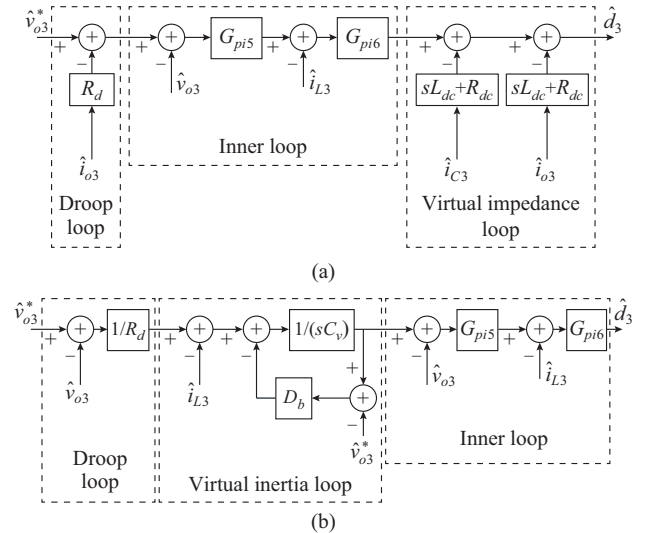 v̂*o3 + − + − Gpi5 + − Gpi6 + − + − d̂3
Rd v̂o3 îL3 sLdc+Rdc sLdc+Rdc
îo3 Inner loop îC3 îo3
Droop loop
Virtual impedance loop
(a)
v̂*o3 + − 1/Rd + − + − 1/(sCv) + − Gpi5 + − Gpi6 d̂3
v̂o3 îL3 Db + + − v̂*o3 v̂o3 îL3
Inner loop
Droop loop
Virtual inertia loop
(b)